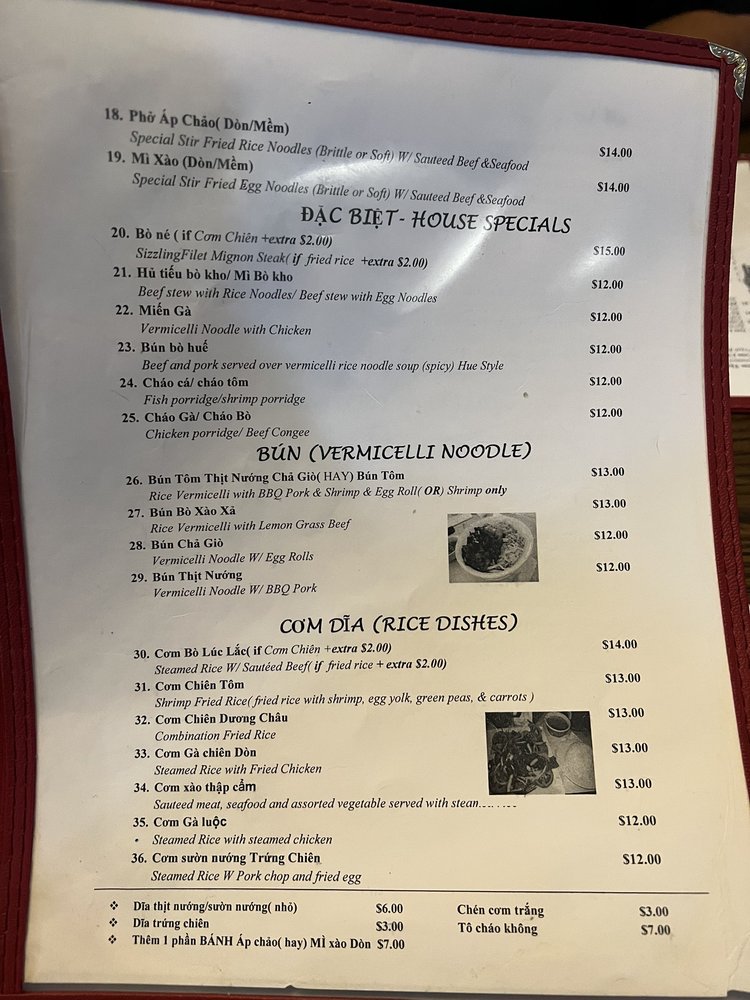 18. Phở Áp Chảo( Dòn/Mềm)
Special Stir Fried Rice Noodles (Brittle or Soft) W/ Sauteed Beef &Seafood $14.00
19. Mì Xào (Dòn/Mềm)
Special Stir Fried Egg Noodles (Brittle or Soft) W/ Sauteed Beef &Seafood $14.00
ĐẶC BIỆT- HOUSE SPECIALS
20. Bò né ( if Cơm Chiên +extra $2.00)
SizzlingFilet Mignon Steak( if fried rice +extra $2.00) $15.00
21. Hủ tiếu bò kho/ Mì Bò kho $12.00
Beef stew with Rice Noodles/ Beef stew with Egg Noodles
22. Miến Gà $12.00
Vermicelli Noodle with Chicken
23. Bún bò huế $12.00
Beef and pork served over vermicelli rice noodle soup (spicy) Hue Style
24. Cháo cá/ cháo tôm $12.00
Fish porridge/shrimp porridge
25. Cháo Gà/ Cháo Bò $12.00
Chicken porridge/ Beef Congee
BÚN (VERMICELLI NOODLE)
26. Bún Tôm Thịt Nướng Chả Giò( HAY) Bún Tôm $13.00
Rice Vermicelli with BBQ Pork & Shrimp & Egg Roll( OR) Shrimp only
27. Bún Bò Xào Xả $13.00
Rice Vermicelli with Lemon Grass Beef
28. Bún Chả Giò $12.00
Vermicelli Noodle W/ Egg Rolls
29. Bún Thịt Nướng $12.00
Vermicelli Noodle W/ BBQ Pork
CƠM DĨA (RICE DISHES)
30. Cơm Bò Lúc Lắc( if Cơm Chiên +extra $2.00) $14.00
Steamed Rice W/ Sautéed Beef( if fried rice + extra $2.00)
31. Cơm Chiên Tôm $13.00
Shrimp Fried Rice( fried rice with shrimp, egg yolk, green peas, & carrots )
32. Cơm Chiên Dương Châu $13.00
Combination Fried Rice
33. Cơm Gà chiên Dòn $13.00
Steamed Rice with Fried Chicken
34. Cơm xào thập cẩm $13.00
Sauteed meat, seafood and assorted vegetable served with
35. Cơm Gà luộc $12.00
• Steamed Rice with steamed chicken
36. Cơm sườn nướng Trứng Chiên $12.00
Steamed Rice W Pork chop and fried egg
❖ Dĩa thịt nướng/sườn nướng( nhỏ) $6.00 Chén cơm trắng $3.00
❖ Dĩa trứng chiên $3.00 Tô cháo không $7.00
❖ Thêm 1 phần BÁNH Áp chảo( hay) MÌ xào Dòn $7.00